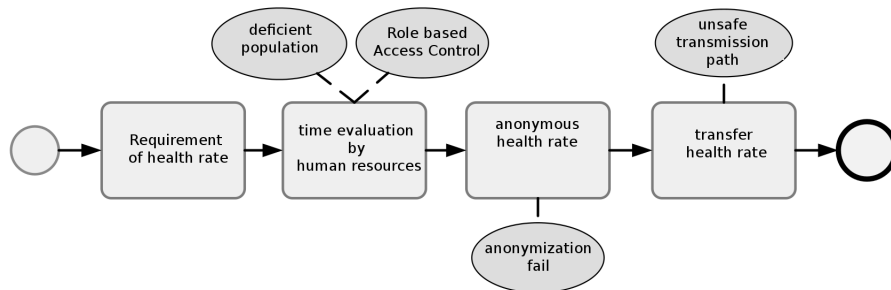 deficient
population
Role based
Access Control
unsafe
transmission
path
Requirement
of health rate
time evaluation
by
human resources
anonymous
health rate
transfer
health rate
anonymization
fail